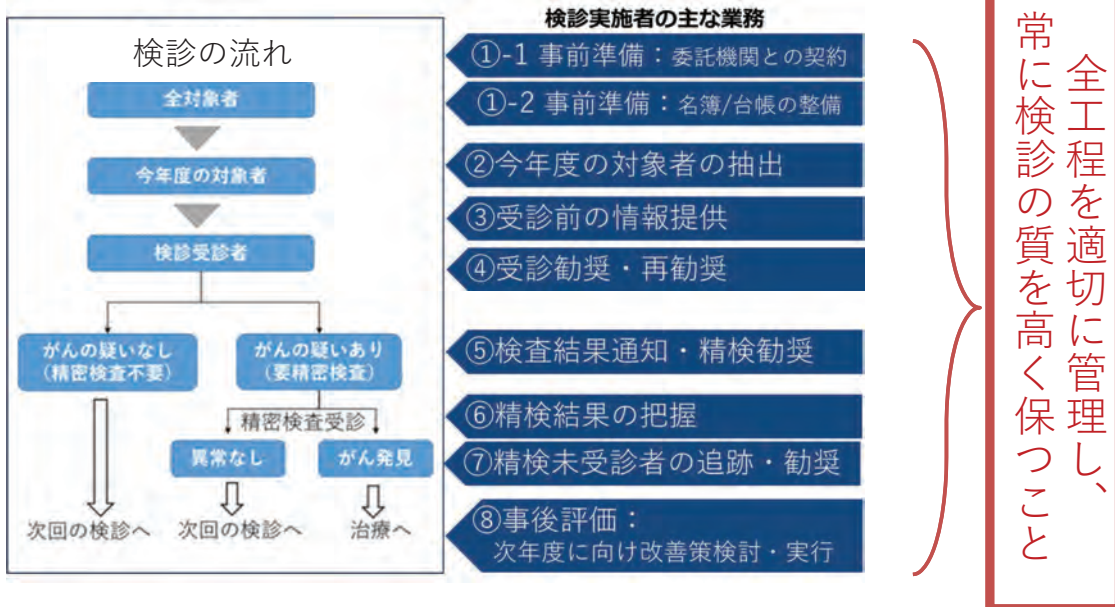 検診の流れ
全対象者
今年度の対象者
検診受診者
がんの疑いなし
(精密検査不要)
がんの疑いあり
(要精密検査)
精密検査受診
異常なし
がん発見
次回の検診へ
次回の検診へ
治療へ
検診実施者の主な業務
①-1 事前準備：委託機関との契約
①-2 事前準備：名簿/台帳の整備
②今年度の対象者の抽出
③受診前の情報提供
④受診勧奨・再勧奨
⑤検査結果通知・精検勧奨
⑥精検結果の把握
⑦精検未受診者の追跡・勧奨
⑧事後評価：
次年度に向け改善策検討・実行
全工程を適切に管理し、
常に検診の質を高く保つこと